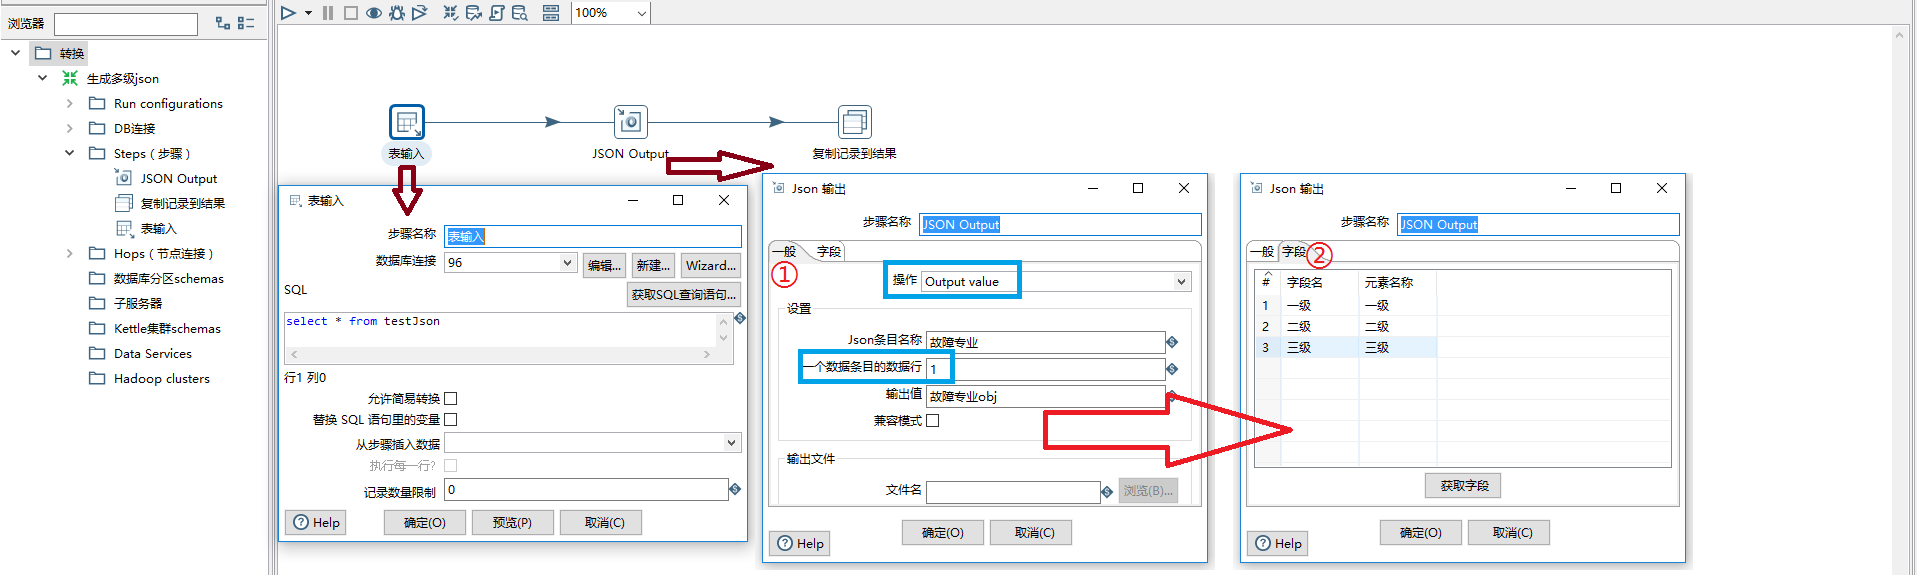 浏览器
转换
生成多级json
Run configurations
DB连接
Steps（步骤）
JSON Output
复制记录到结果
表输入
Hops（节点连接）
数据库分区schemas
子服务器
Kettle集群schemas
Data Services
Hadoop clusters
100%
表输入
JSON Output
复制记录到结果
表输入
步骤名称 表输入
数据库连接 96 编辑... 新建... Wizard...
SQL 获取SQL查询语句...
select * from testJson
行1 列0
允许简易转换
替换 SQL 语句里的变量
从步骤插入数据
执行每一行?
记录数量限制 0
Help 确定(O) 预览(P) 取消(C)
Json 输出
步骤名称 JSON Output
一般 字段
①
操作 Output value
设置
Json条目名称 故障专业
一个数据条目的数据行 1
输出值 故障专业obj
兼容模式
输出文件
文件名 浏览(B)...
确定(O) 取消(C)
Help
Json 输出
步骤名称 JSON Output
一般 字段 ②
# 字段名 元素名称
1 一级 一级
2 二级 二级
3 三级 三级
获取字段
确定(O) 取消(C)
Help